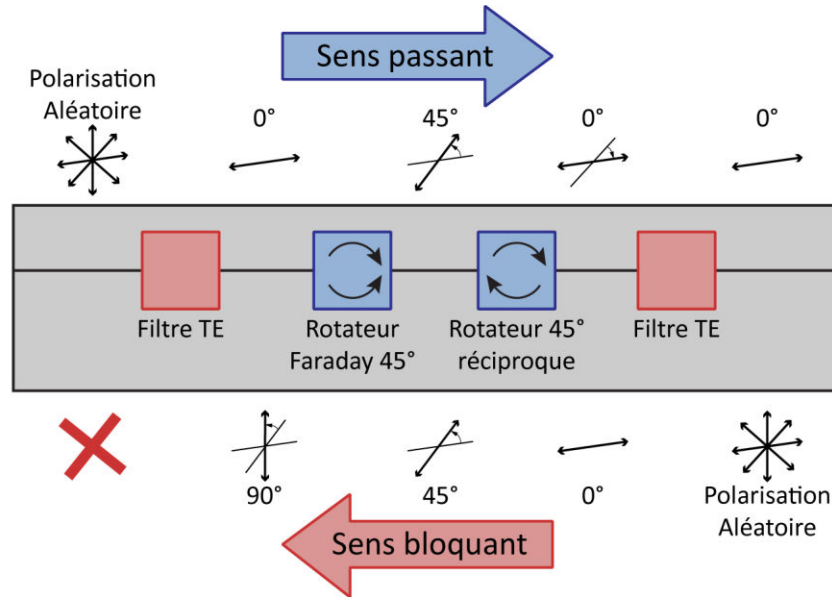 Sens passant
Polarisation
Aléatoire
0°
45°
0°
0°
Filtre TE
Rotateur
Faraday 45°
Rotateur 45°
réciproque
Filtre TE
90°
45°
0°
Polarisation
Aléatoire
Sens bloquant